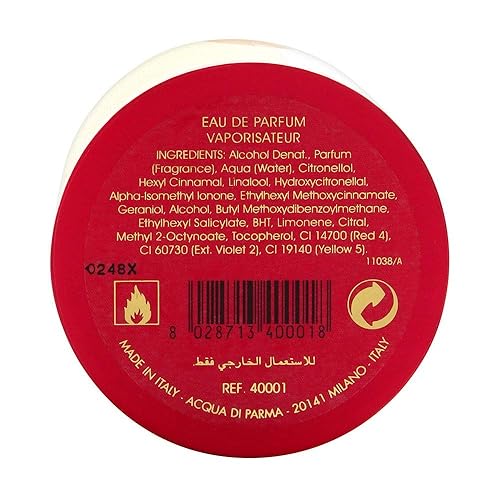 EAU DE PARFUM
VAPORISATEUR
INGREDIENTS: Alcohol Denat., Parfum
(Fragrance), Aqua (Water), Citronellol,
Hexyl Cinnamal, Linalool, Hydroxycitronellal,
Alpha-Isomethyl Ionone, Ethylhexyl Methoxycinnamate,
Geraniol, Alcohol, Butyl Methoxydibenzoylmethane,
Ethylhexyl Salicylate, BHT, Limonene, Citral,
Methyl 2-Octynoate, Tocopherol, CI 14700 (Red 4),
CI 60730 (Ext. Violet 2), CI 19140 (Yellow 5).
11038/A
0248X
8 028713 400018
للاستعمال الخارجي فقط.
REF. 40001
MADE IN ITALY - ACQUA DI PARMA - 20141 MILANO - ITALY